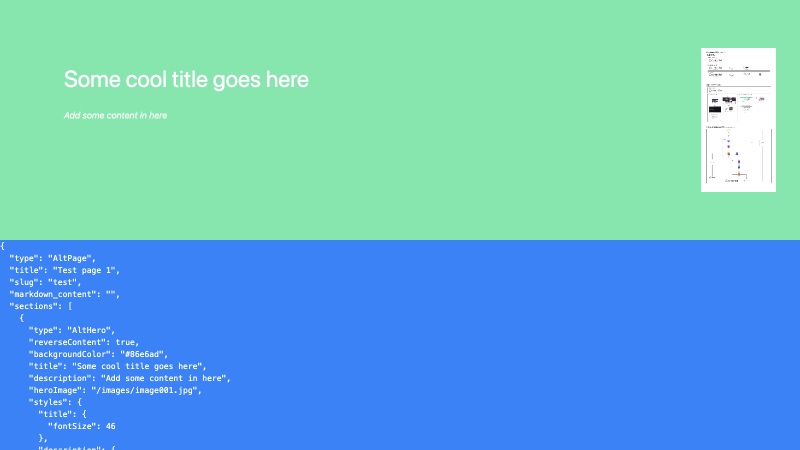 Some cool title goes here
Add some content in here
{
"type": "AltPage",
"title": "Test page 1",
"slug": "test",
"markdown_content": "",
"sections": [
{
"type": "AltHero",
"reverseContent": true,
"backgroundColor": "#86e6ad",
"title": "Some cool title goes here",
"description": "Add some content in here",
"heroImage": "/images/image001.jpg",
"styles": {
"title": {
"fontSize": 46
},
"description": {